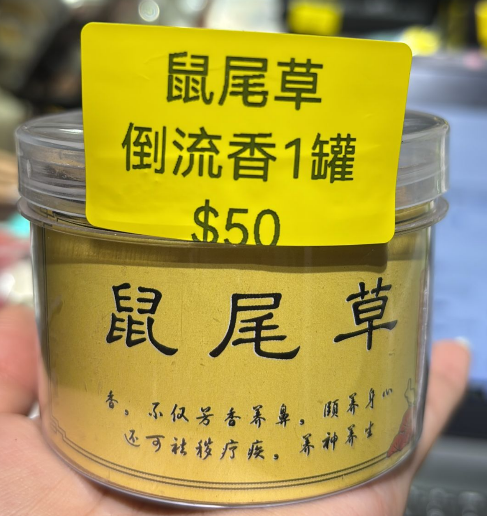 鼠尾草
倒流香1罐
$50
鼠尾草
香。不仅芳香养鼻。颐养身心
还可祛秽疗疾。养神养生